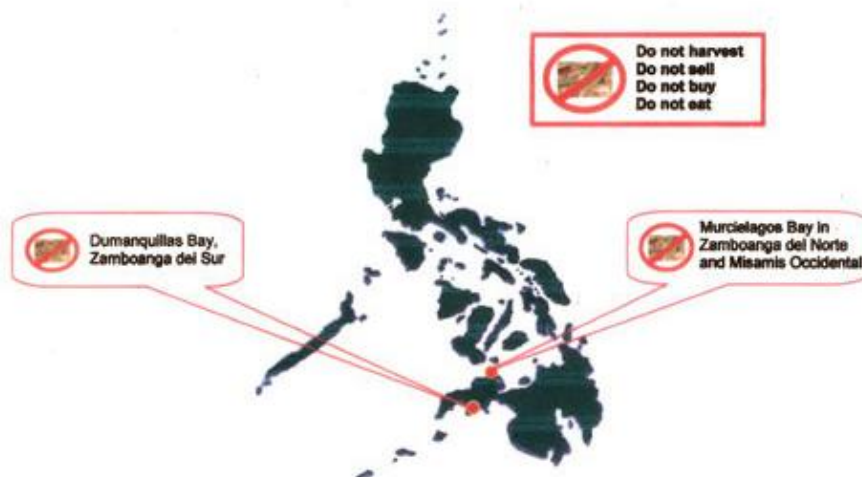 Do not harvest
Do not sell
Do not buy
Do not eat
Dumanquillas Bay,
Zamboanga del Sur
Murcielagos Bay in
Zamboanga del Norte
and Misamis Occidental